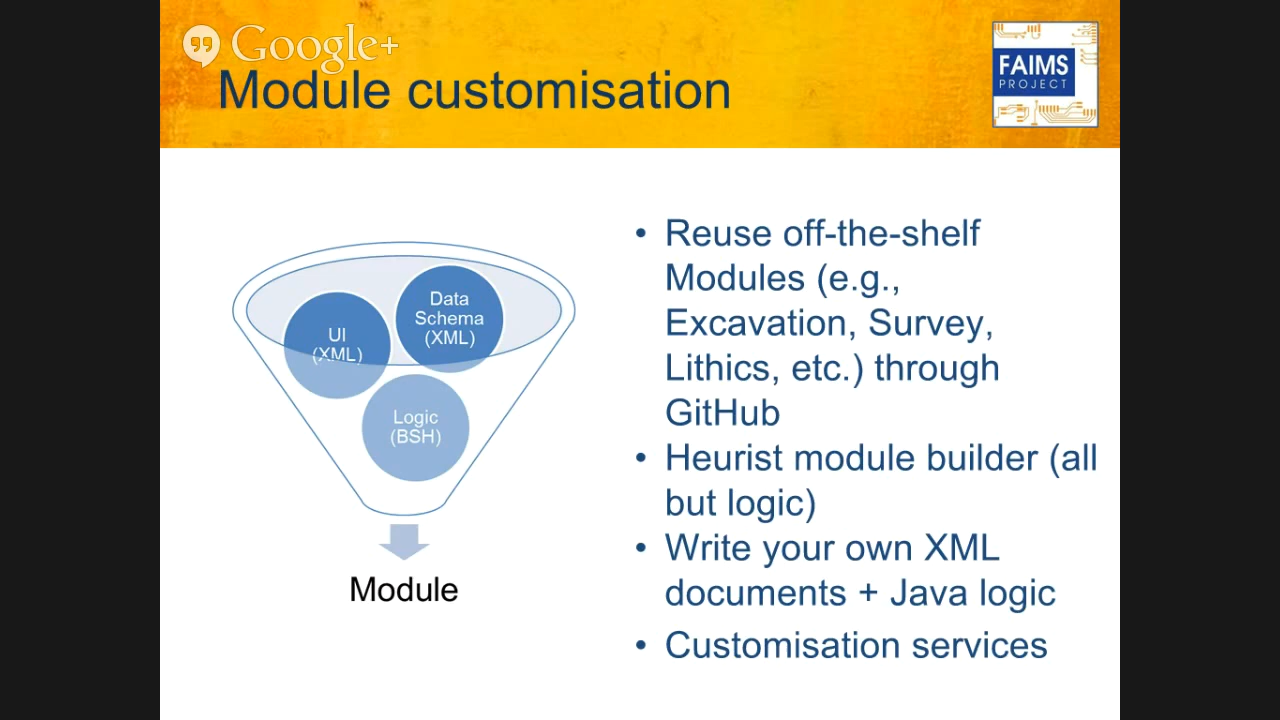 Google+
Module customisation
FAIMS
PROJECT
UI
(XML)
Data
Schema
(XML)
Logic
(BSH)
Module
• Reuse off-the-shelf
Modules (e.g.,
Excavation, Survey,
Lithics, etc.) through
GitHub
• Heurist module builder (all
but logic)
• Write your own XML
documents + Java logic
• Customisation services